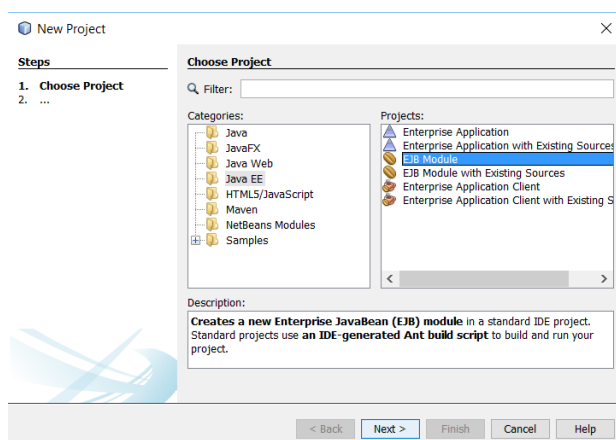 New Project
Steps
1. Choose Project
2. ...
Choose Project
Filter:
Categories:
Java
JavaFX
Java Web
Java EE
HTML5/JavaScript
Maven
NetBeans Modules
Samples
Projects:
Enterprise Application
Enterprise Application with Existing Sources
EJB Module
EJB Module with Existing Sources
Enterprise Application Client
Enterprise Application Client with Existing S
Description:
Creates a new Enterprise JavaBean (EJB) module in a standard IDE project.
Standard projects use an IDE-generated Ant build script to build and run your
project.
< Back
Next >
Finish
Cancel
Help